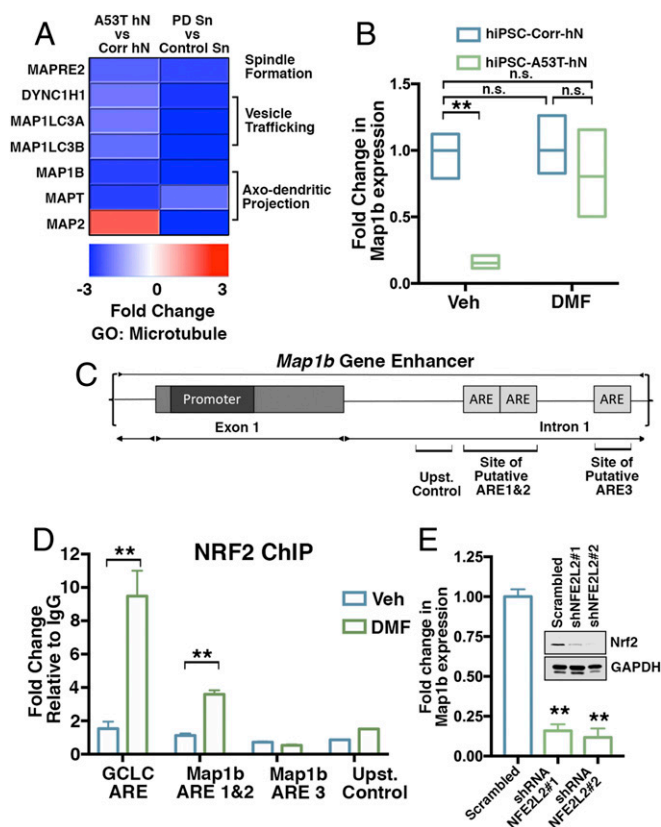 A
A53T hN
vs
Corr hN
PD Sn
vs
Control Sn
MAPRE2
DYNC1H1
MAP1LC3A
MAP1LC3B
MAP1B
MAPT
MAP2
Spindle
Formation
Vesicle
Trafficking
Axo-dendritic
Projection
-3 0 3
Fold Change
GO: Microtubule
B
hiPSC-Corr-hN
hiPSC-A53T-hN
n.s.
n.s. n.s.
**
Fold Change in
Map1b expression
1.5
1.0
0.5
0.0
Veh DMF
C
Map1b Gene Enhancer
Promoter
ARE ARE ARE
Exon 1 Intron 1
Upst.
Control
Site of
Putative
ARE1&2
Site of
Putative
ARE3
D
NRF2 ChIP
**
**
Veh
DMF
Fold Change
Relative to IgG
12
10
8
6
4
2
0
GCLC
ARE
Map1b
ARE 1&2
Map1b
ARE 3
Upst.
Control
E
Fold change in
Map1b expression
1.00
0.75
0.50
0.25
0.00
Scrambled
shNFE2L2#1
shNFE2L2#2
Nrf2
GAPDH
** **
Scrambled
shRNA
NFE2L2#1
shRNA
NFE2L2#2